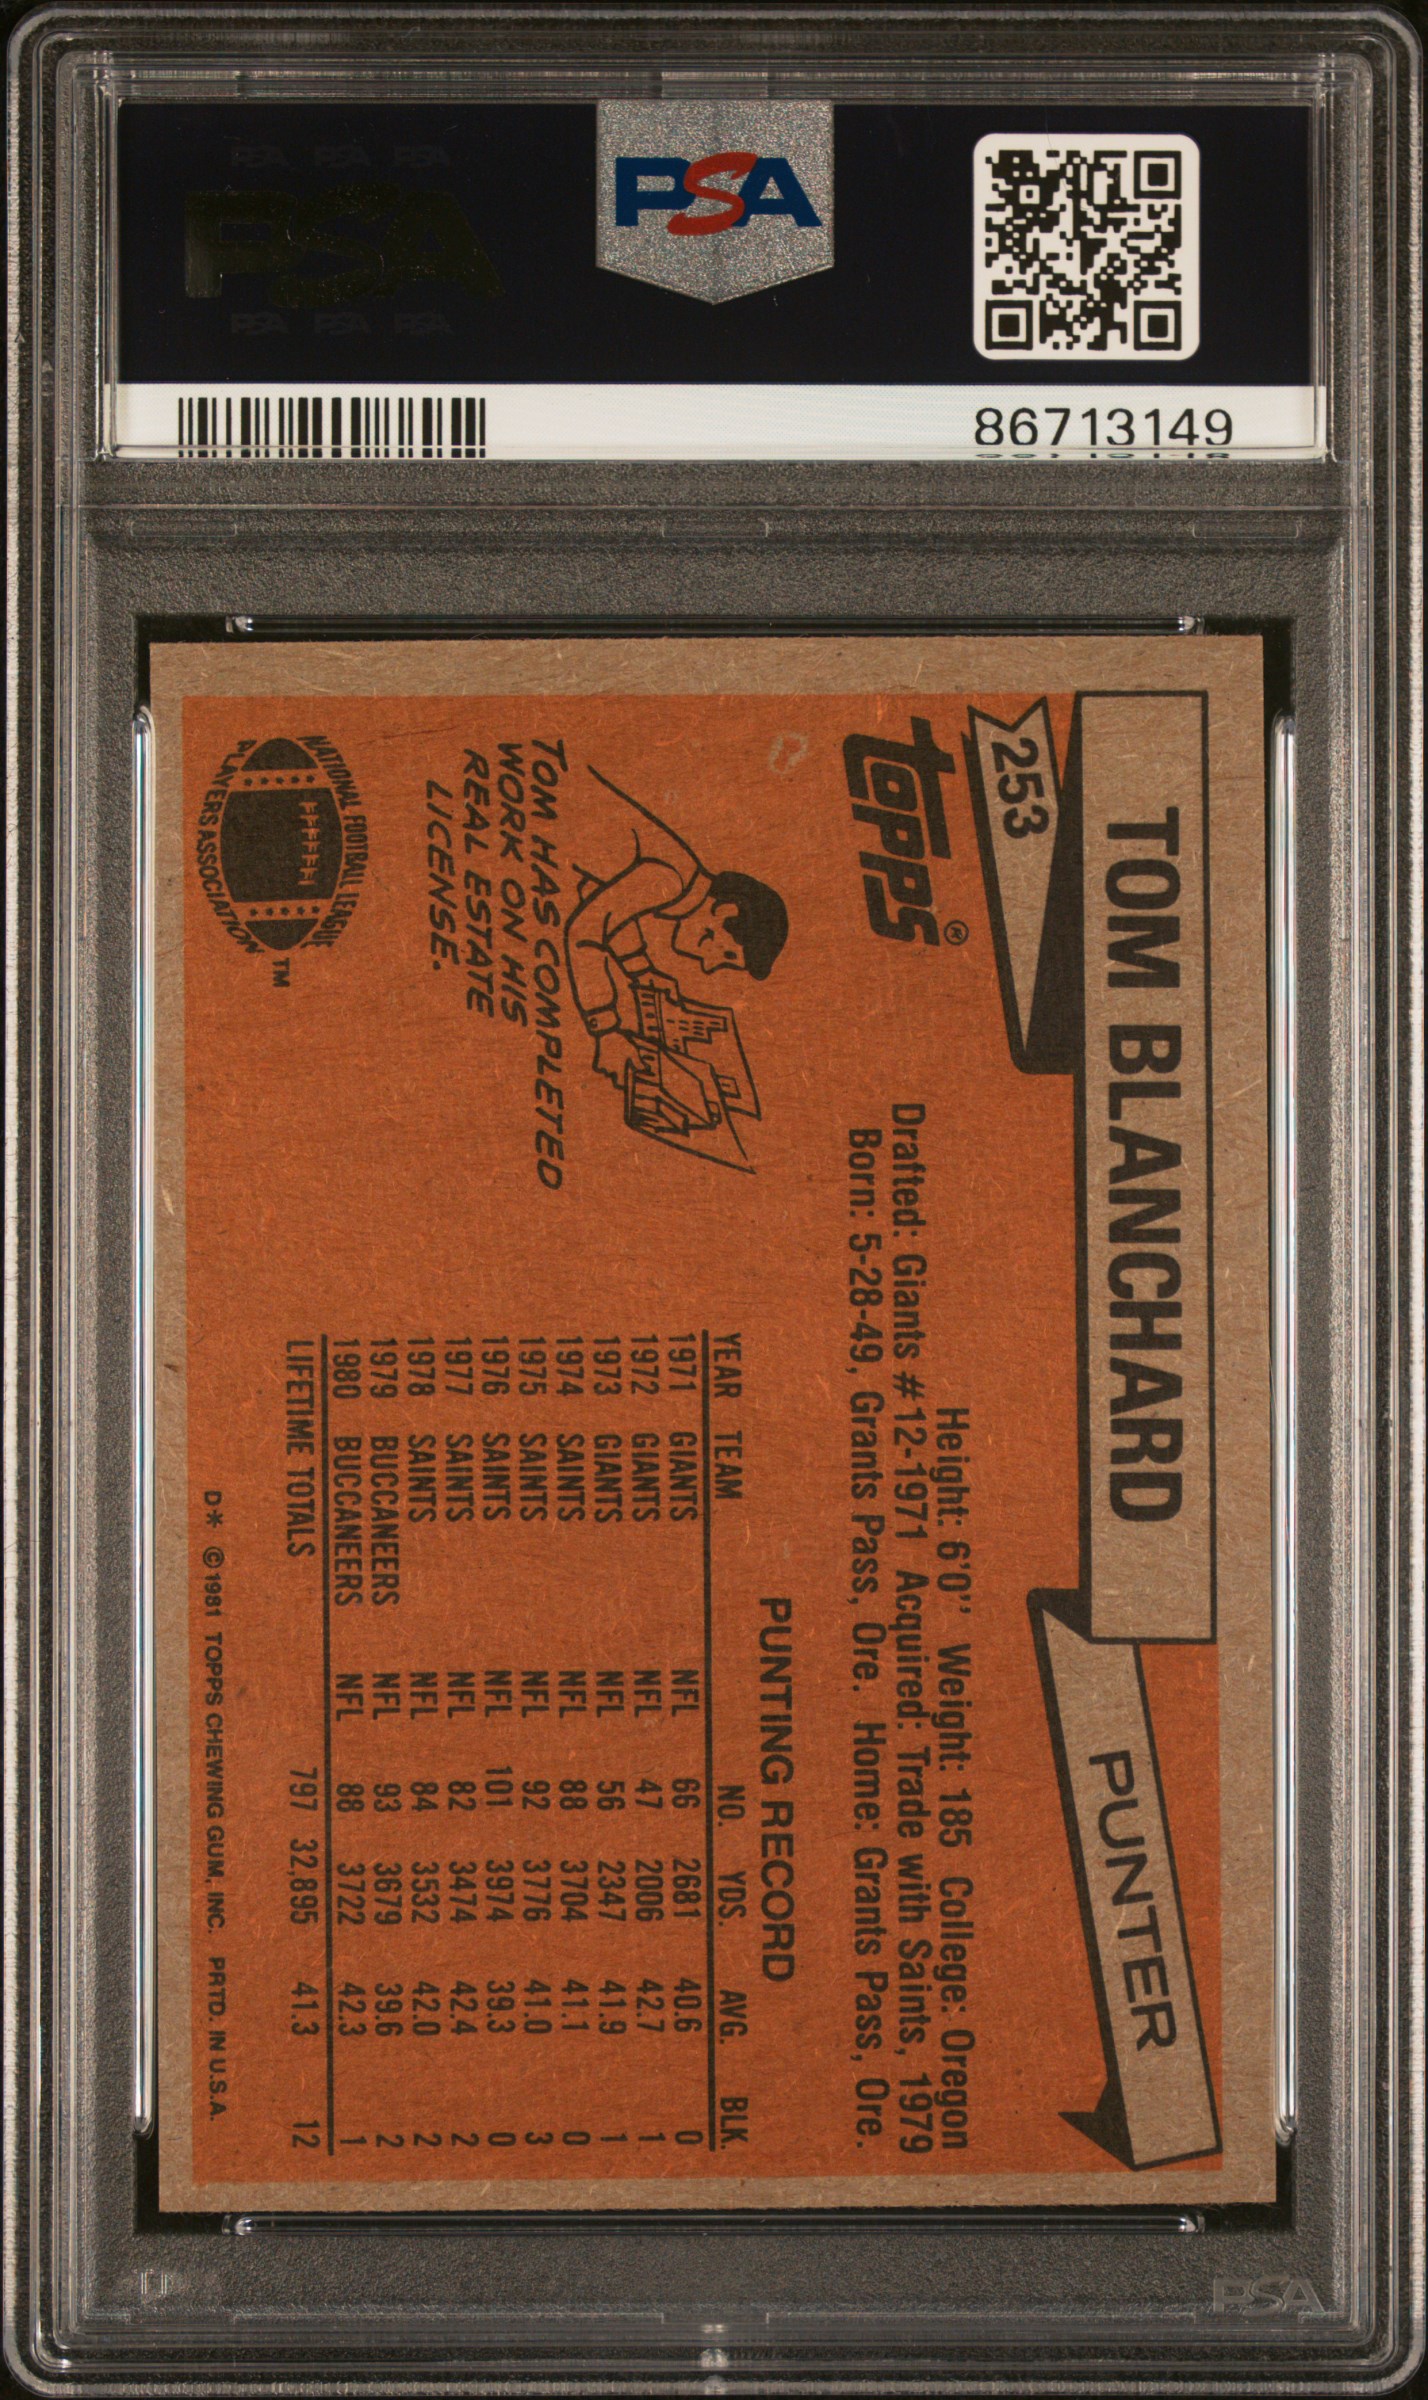 PSA PSA PSA
PSA
PSA PSA PSA
PSA
86713149
TOM BLANCHARD
PUNTER
253
TOPPS®
Height: 6'0" Weight: 185 College: Oregon
Drafted: Giants #12-1971 Acquired: Trade with Saints, 1979
Born: 5-28-49, Grants Pass, Ore. Home: Grants Pass, Ore.
TOM HAS COMPLETED
WORK ON HIS
REAL ESTATE
LICENSE.
NATIONAL FOOTBALL LEAGUE
PLAYERS ASSOCIATION
TM
PUNTING RECORD
YEAR TEAM NO. YDS. AVG. BLK.
1971 GIANTS NFL 66 2681 40.6 0
1972 GIANTS NFL 47 2006 42.7 1
1973 GIANTS NFL 56 2347 41.9 1
1974 SAINTS NFL 88 3704 41.1 0
1975 SAINTS NFL 92 3776 41.0 3
1976 SAINTS NFL 101 3974 39.3 0
1977 SAINTS NFL 82 3474 42.4 2
1978 SAINTS NFL 84 3532 42.0 2
1979 BUCCANEERS NFL 93 3679 39.6 2
1980 BUCCANEERS NFL 88 3722 42.3 1
LIFETIME TOTALS 797 32,895 41.3 12
D* © 1981 TOPPS CHEWING GUM, INC. PRTD. IN U.S.A.
PSA